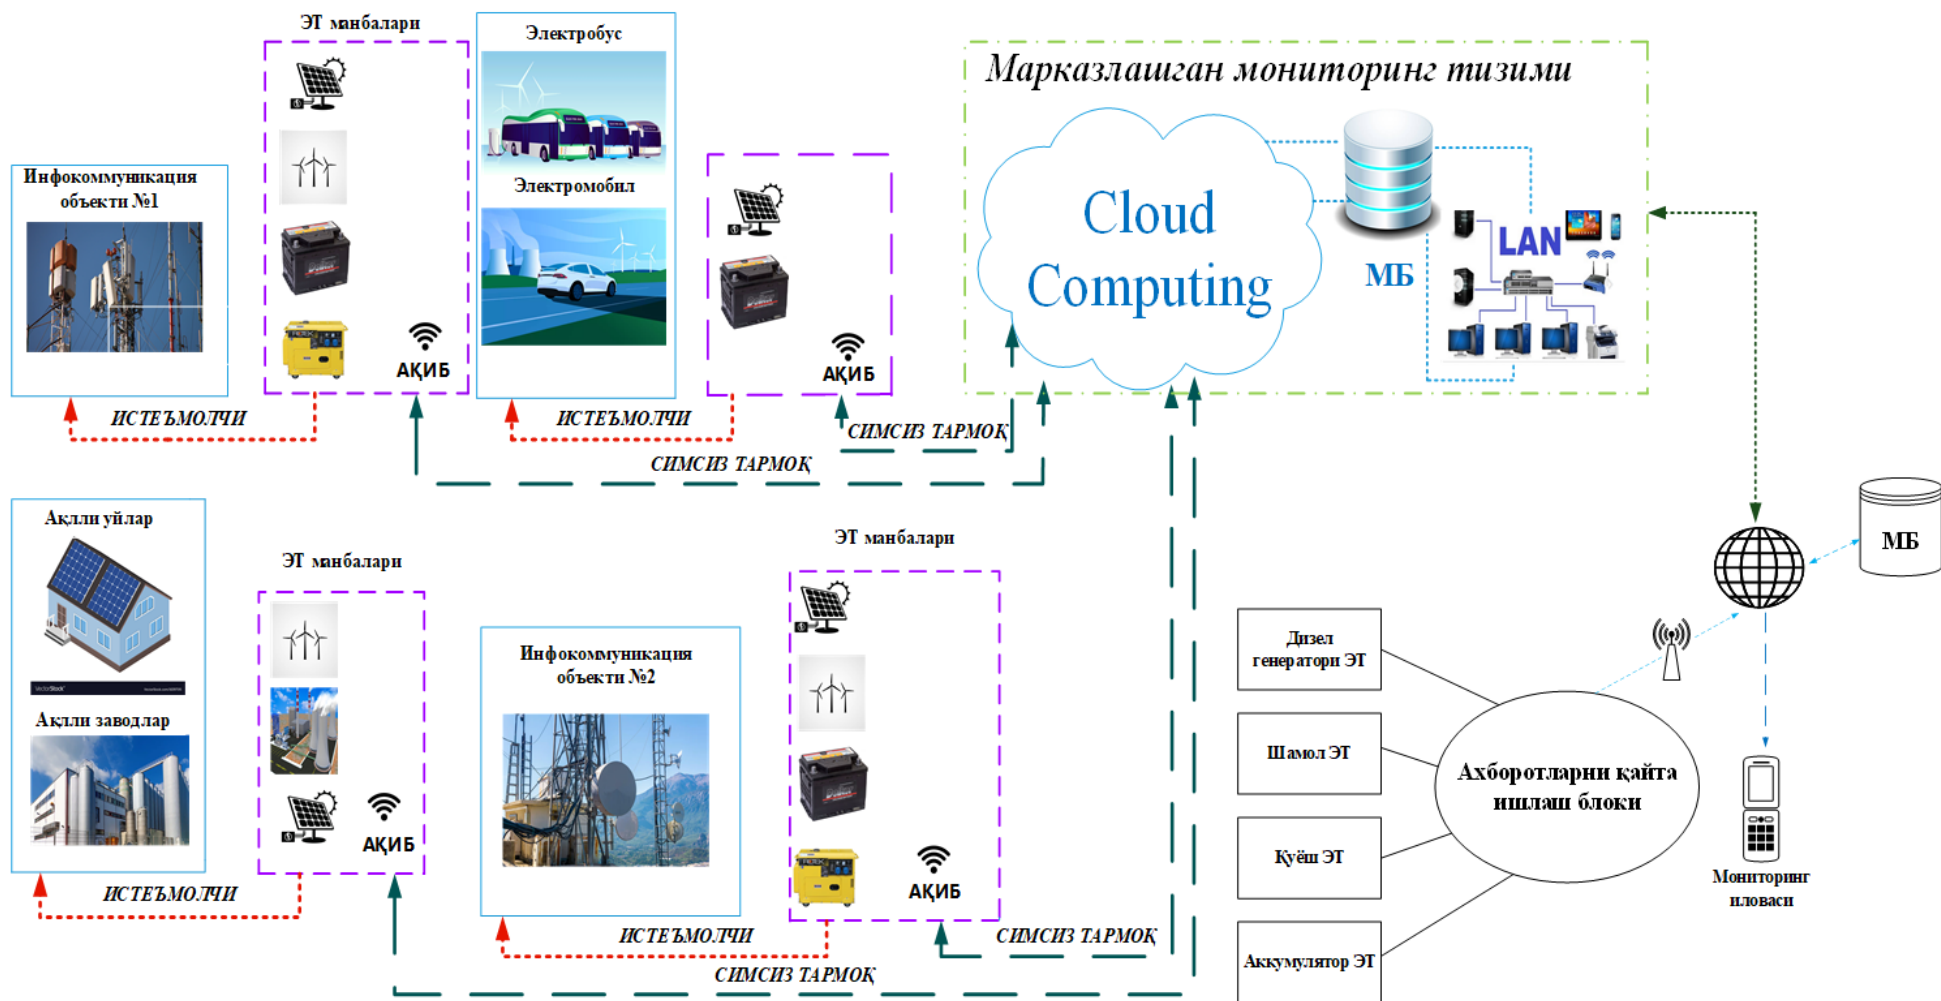 ЭТ манбалари
Электробус
Электромобил
Инфокоммуникация
объекти №1
АҚИБ
ИСТЕЪМОЛЧИ
АҚИБ
ИСТЕЪМОЛЧИ
СИМСИЗ ТАРМОҚ
СИМСИЗ ТАРМОҚ
Марказлашган мониторинг тизими
Cloud
Computing
МБ
LAN
Ақлли уйлар
VectorStock
Ақлли заводлар
ЭТ манбалари
АҚИБ
ИСТЕЪМОЛЧИ
Инфокоммуникация
объекти №2
ЭТ манбалари
АҚИБ
ИСТЕЪМОЛЧИ
СИМСИЗ ТАРМОҚ
СИМСИЗ ТАРМОҚ
МБ
Дизел
генератори ЭТ
Шамол ЭТ
Қуёш ЭТ
Аккумулятор ЭТ
Ахборотларни қайта
ишлаш блоки
Мониторинг
иловаси